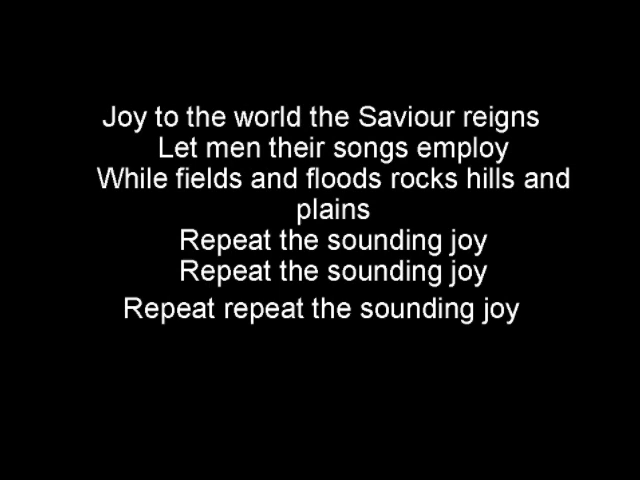 Joy to the world the Saviour reigns
Let men their songs employ
While fields and floods rocks hills and
plains
Repeat the sounding joy
Repeat the sounding joy
Repeat repeat the sounding joy